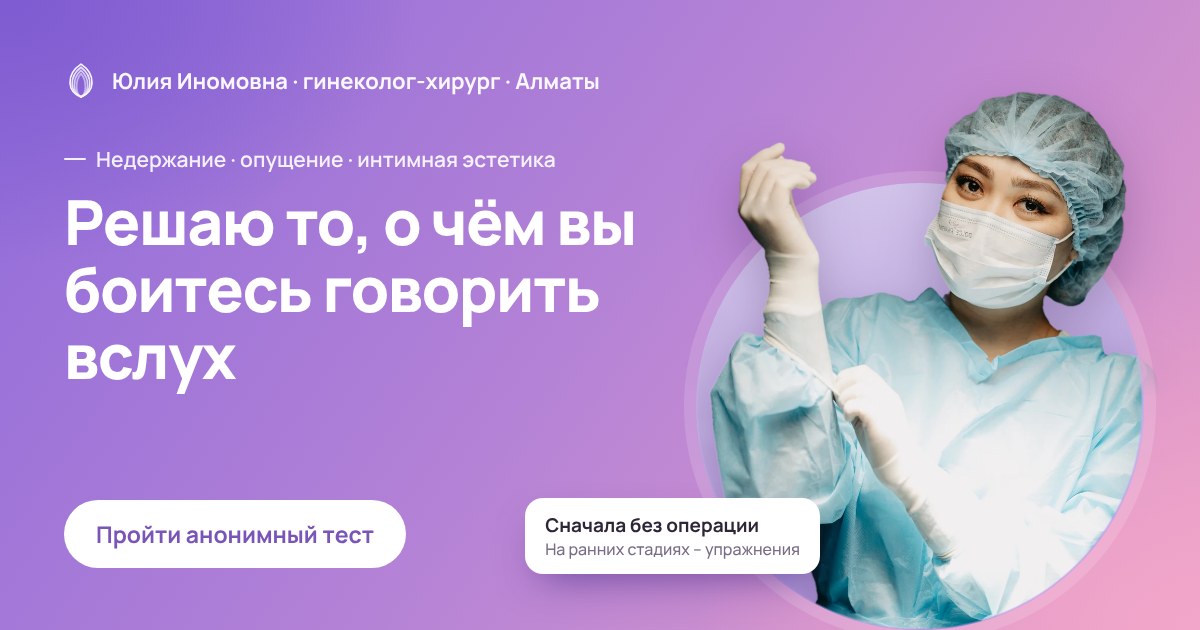 Юлия Иномовна · гинеколог-хирург · Алматы
— Недержание · опущение · интимная эстетика
Решаю то, о чём вы
боитесь говорить
вслух
Пройти анонимный тест
Сначала без операции
На ранних стадиях – упражнения